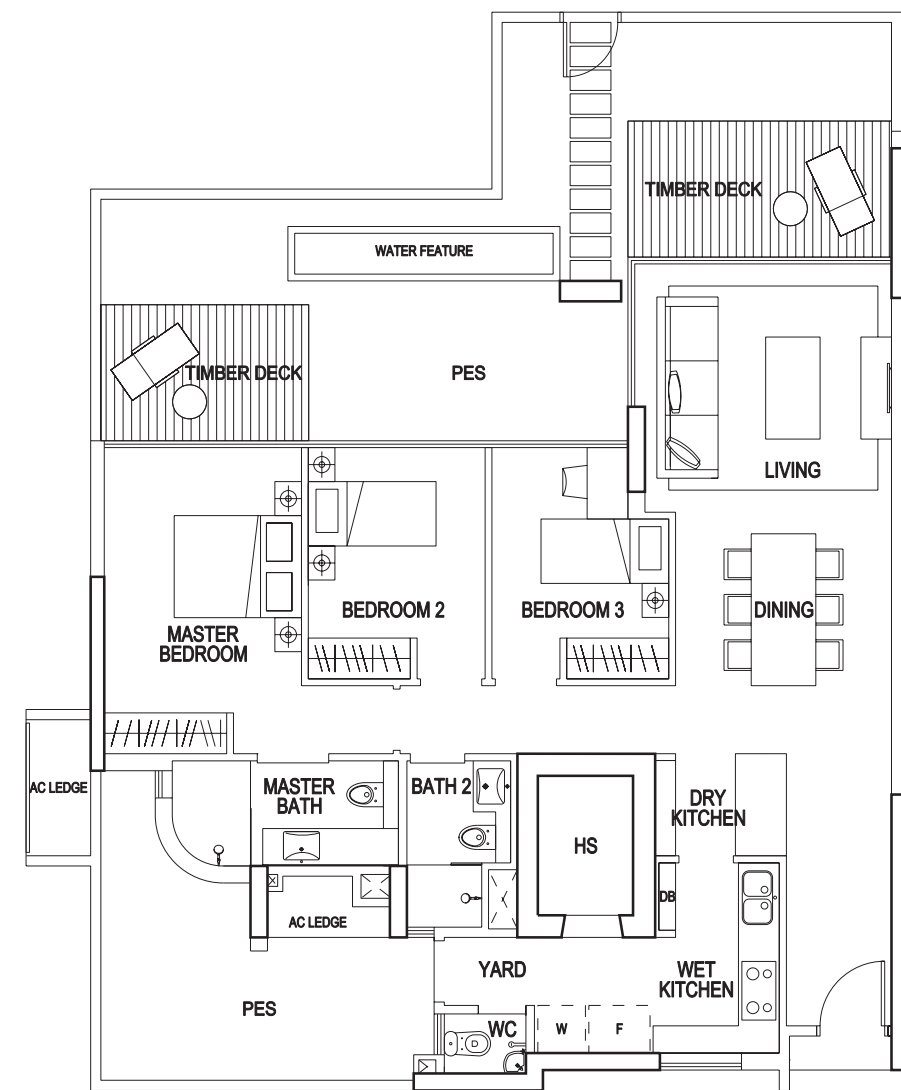 TIMBER DECK
WATER FEATURE
TIMBER DECK
PES
LIVING
BEDROOM 2
BEDROOM 3
DINING
MASTER
BEDROOM
AC LEDGE
MASTER
BATH
BATH 2
DRY
KITCHEN
HS
DB
AC LEDGE
YARD
WET
KITCHEN
PES
WC
W
F